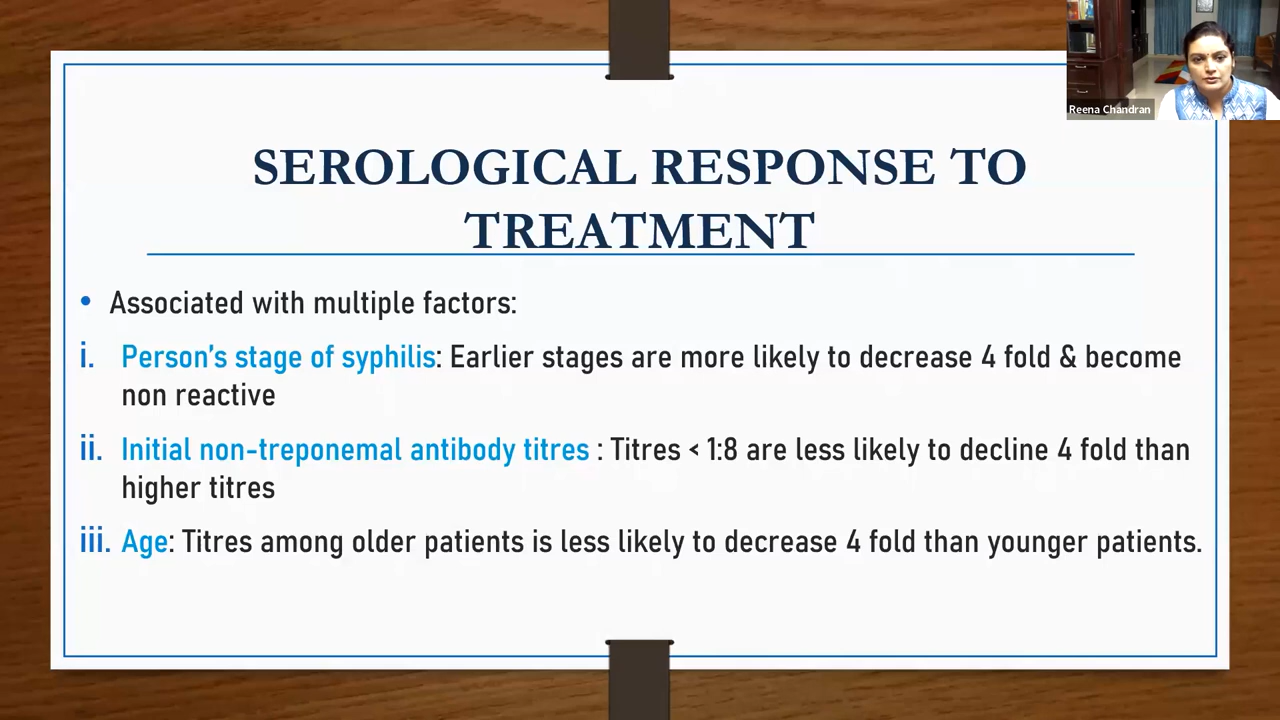 Reena Chandran
SEROLOGICAL RESPONSE TO
TREATMENT
• Associated with multiple factors:
i. Person's stage of syphilis: Earlier stages are more likely to decrease 4 fold & become
non reactive
ii. Initial non-treponemal antibody titres : Titres < 1:8 are less likely to decline 4 fold than
higher titres
iii. Age: Titres among older patients is less likely to decrease 4 fold than younger patients.